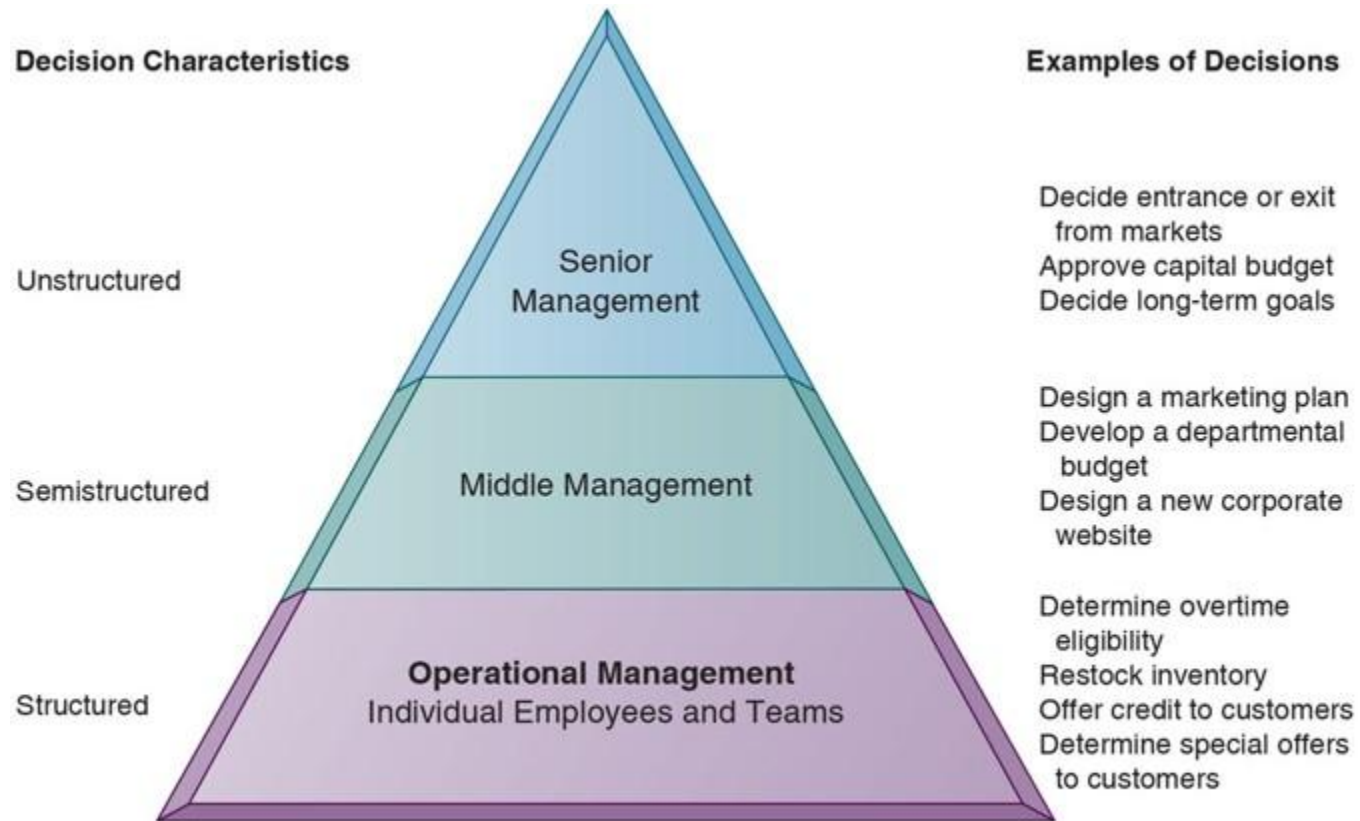 Decision Characteristics
Examples of Decisions
Unstructured
Senior
Management
Decide entrance or exit
from markets
Approve capital budget
Decide long-term goals
Semistructured
Middle Management
Design a marketing plan
Develop a departmental
budget
Design a new corporate
website
Structured
Operational Management
Individual Employees and Teams
Determine overtime
eligibility
Restock inventory
Offer credit to customers
Determine special offers
to customers